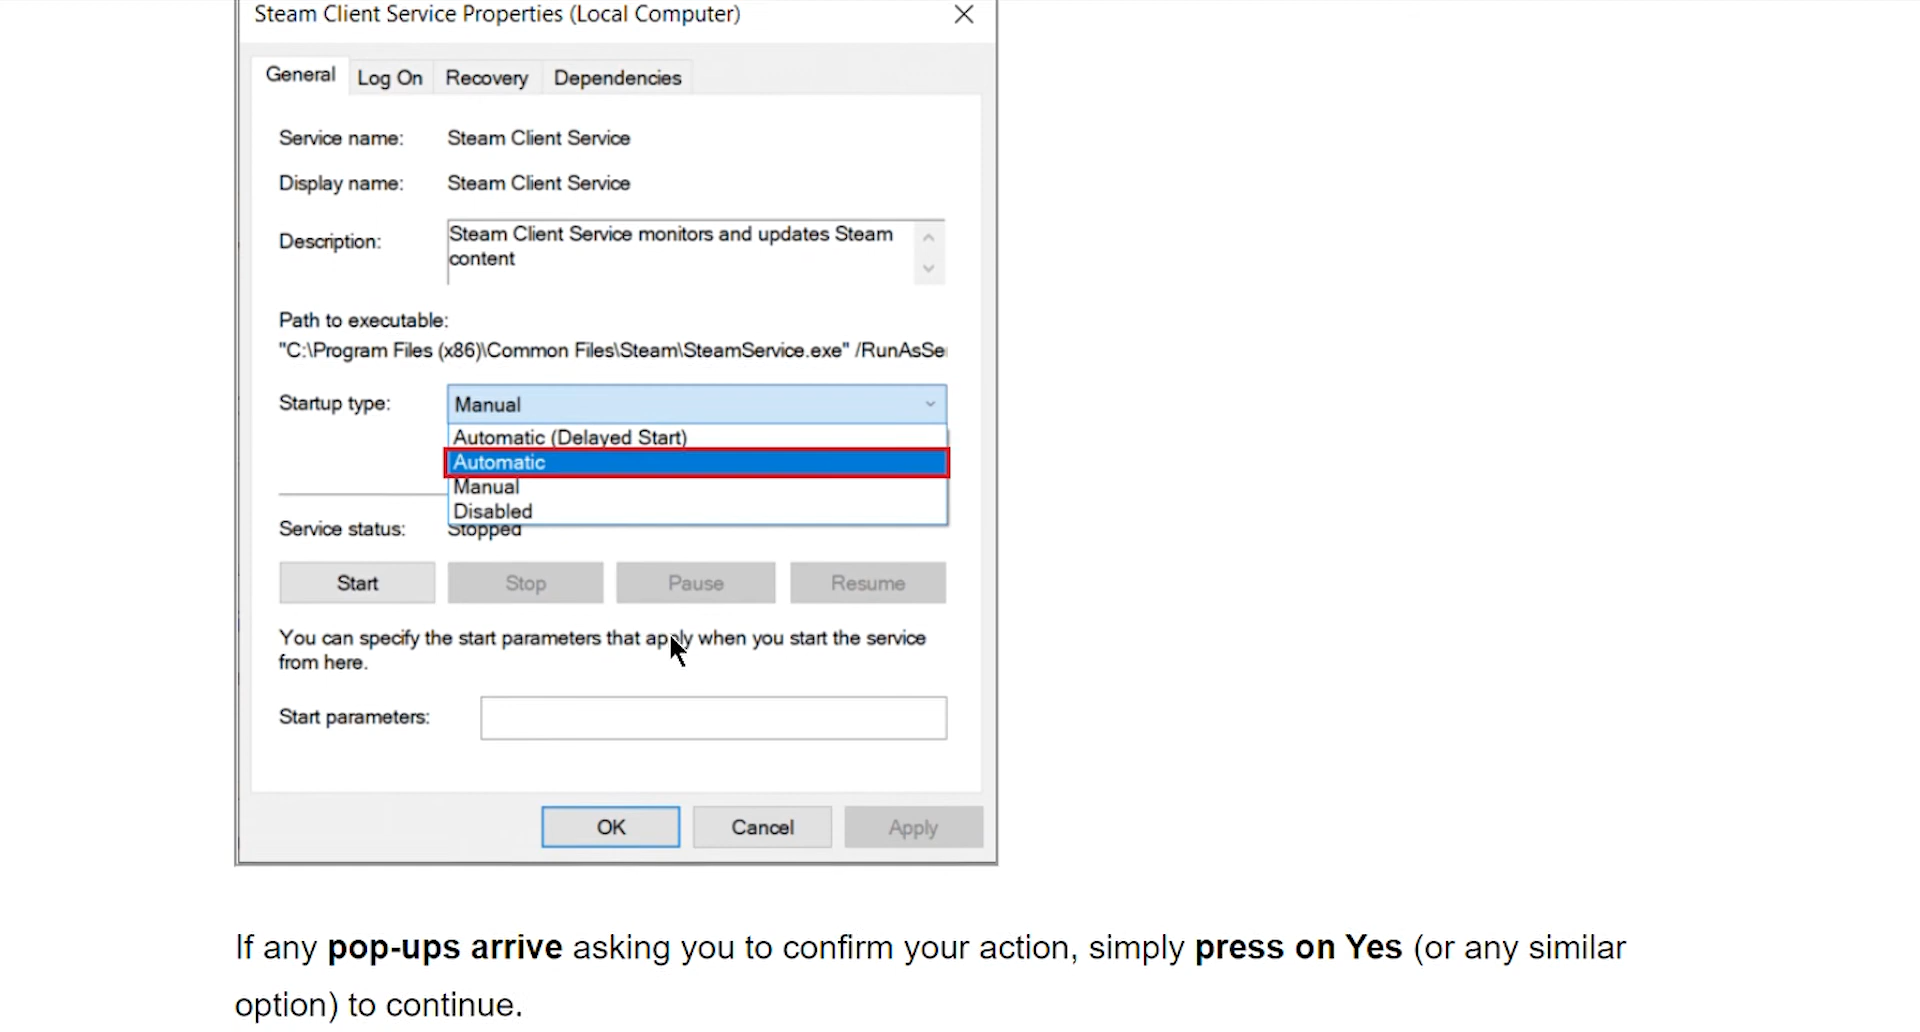 Steam Client Service Properties (Local Computer)
General Log On Recovery Dependencies
Service name: Steam Client Service
Display name: Steam Client Service
Description: Steam Client Service monitors and updates Steam
content
Path to executable:
"C:\Program Files (x86)\Common Files\Steam\SteamService.exe" /RunAsSe
Startup type: Manual
Automatic (Delayed Start)
Automatic
Manual
Disabled
Service status: Stopped
Start Stop Pause Resume
You can specify the start parameters that apply when you start the service
from here.
Start parameters:
OK Cancel Apply
If any pop-ups arrive asking you to confirm your action, simply press on Yes (or any similar
option) to continue.